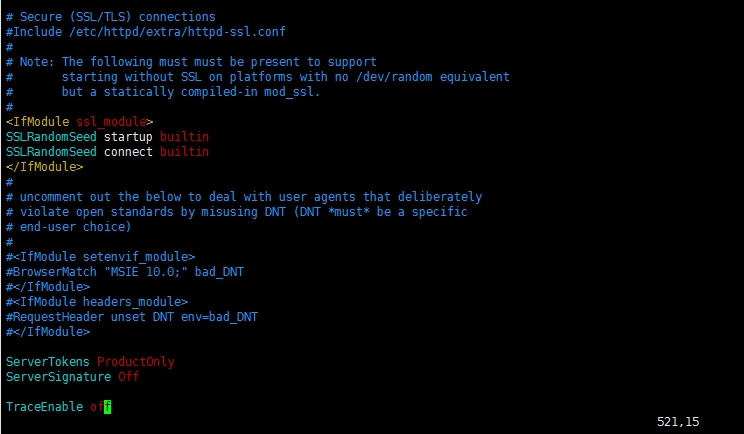 # Secure (SSL/TLS) connections
#Include /etc/httpd/extra/httpd-ssl.conf
#
# Note: The following must must be present to support
#       starting without SSL on platforms with no /dev/random equivalent
#       but a statically compiled-in mod_ssl.
#
<IfModule ssl_module>
SSLRandomSeed startup builtin
SSLRandomSeed connect builtin
</IfModule>
#
# uncomment out the below to deal with user agents that deliberately
# violate open standards by misusing DNT (DNT *must* be a specific
# end-user choice)
#
#<IfModule setenvif_module>
#BrowserMatch "MSIE 10.0;" bad_DNT
#</IfModule>
#<IfModule headers_module>
#RequestHeader unset DNT env=bad_DNT
#</IfModule>
ServerTokens ProductOnly
ServerSignature Off
TraceEnable off
521,15